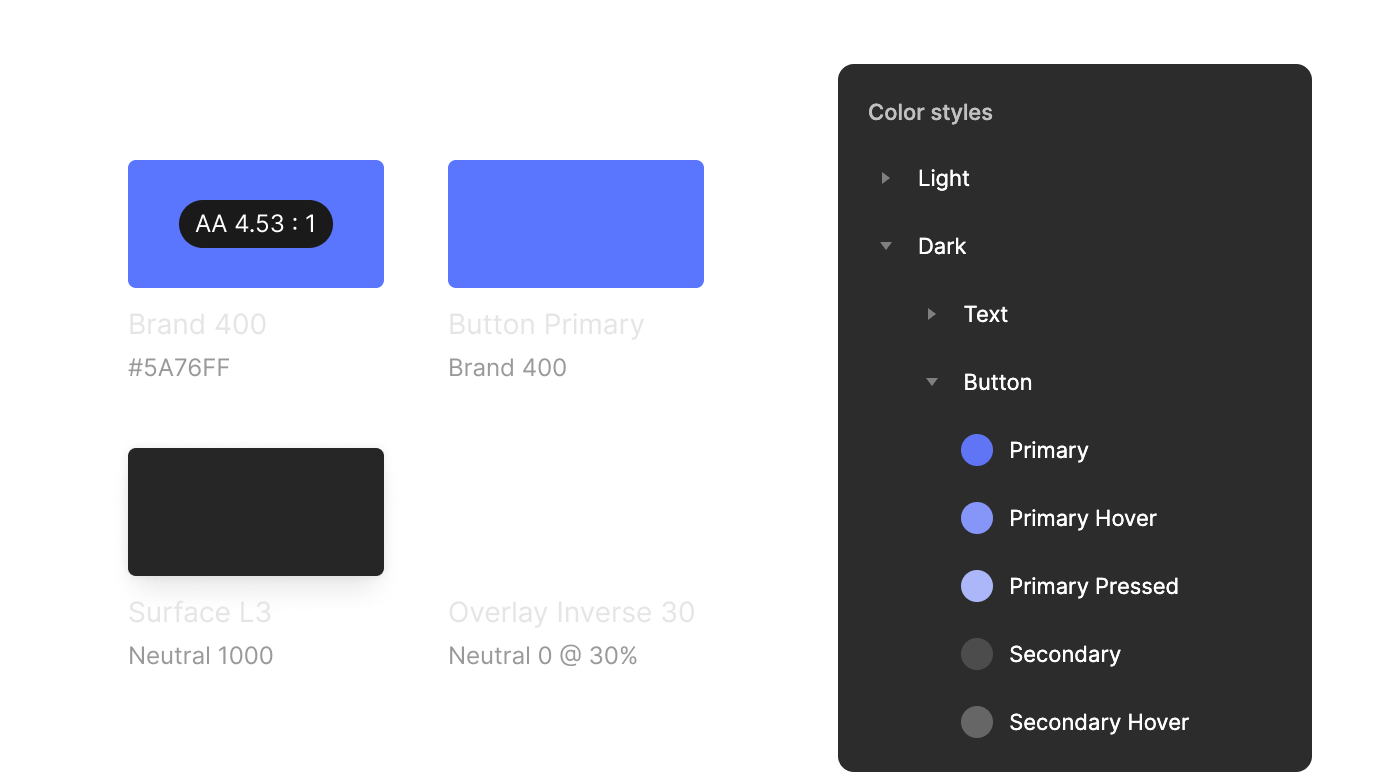 AA 4.53 : 1
Brand 400
#5A76FF
Button Primary
Brand 400
Surface L3
Neutral 1000
Overlay Inverse 30
Neutral 0 @ 30%
Color styles
Light
Dark
Text
Button
Primary
Primary Hover
Primary Pressed
Secondary
Secondary Hover